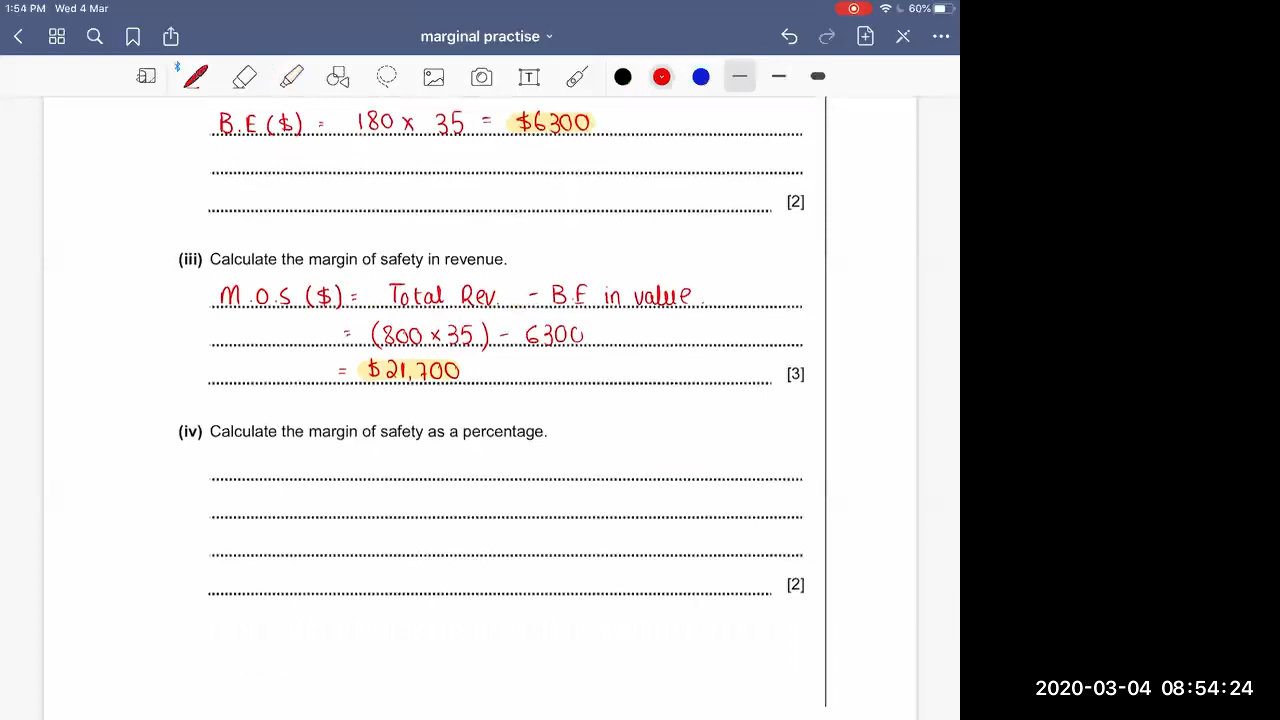 1:54 PM Wed 4 Mar
60%
marginal practise
B.E ($) = 180 × 35 = $6300
[2]
(iii) Calculate the margin of safety in revenue.
M.O.S ($) = Total Rev. - B.E in value.
= (800 × 35) - 6300
= $21,700
[3]
(iv) Calculate the margin of safety as a percentage.
[2]
2020-03-04 08:54:24